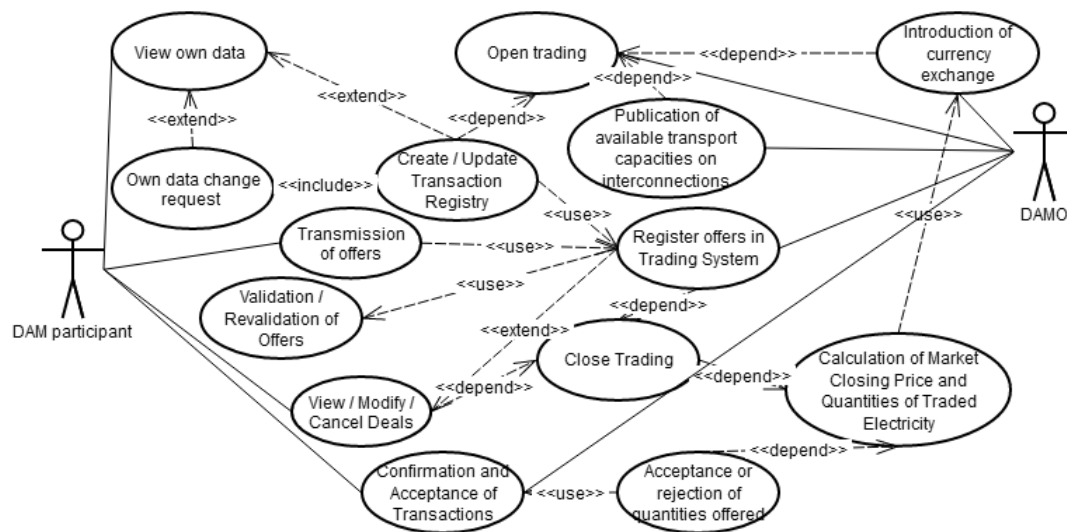 View own data
Open trading
Introduction of
currency
exchange
<<depend>>
<<depend>>
<<extend>>
<<extend>>
<<depend>>
Publication of
available transport
capacities on
interconnections
Own data change
request
<<include>>
Create / Update
Transaction
Registry
DAMO
<<use>>
<<use>>
Transmission
of offers
<<use>>
Register offers in
Trading System
DAM participant
Validation /
Revalidation of
Offers
<<use>>
<<depend>>
<<extend>>
Close Trading
<<depend>>
<<depend>>
Calculation of Market
Closing Price and
Quantities of Traded
Electricity
View / Modify /
Cancel Deals
<<depend>>
Confirmation and
Acceptance of
Transactions
<<use>>
Acceptance or
rejection of
quantities offered